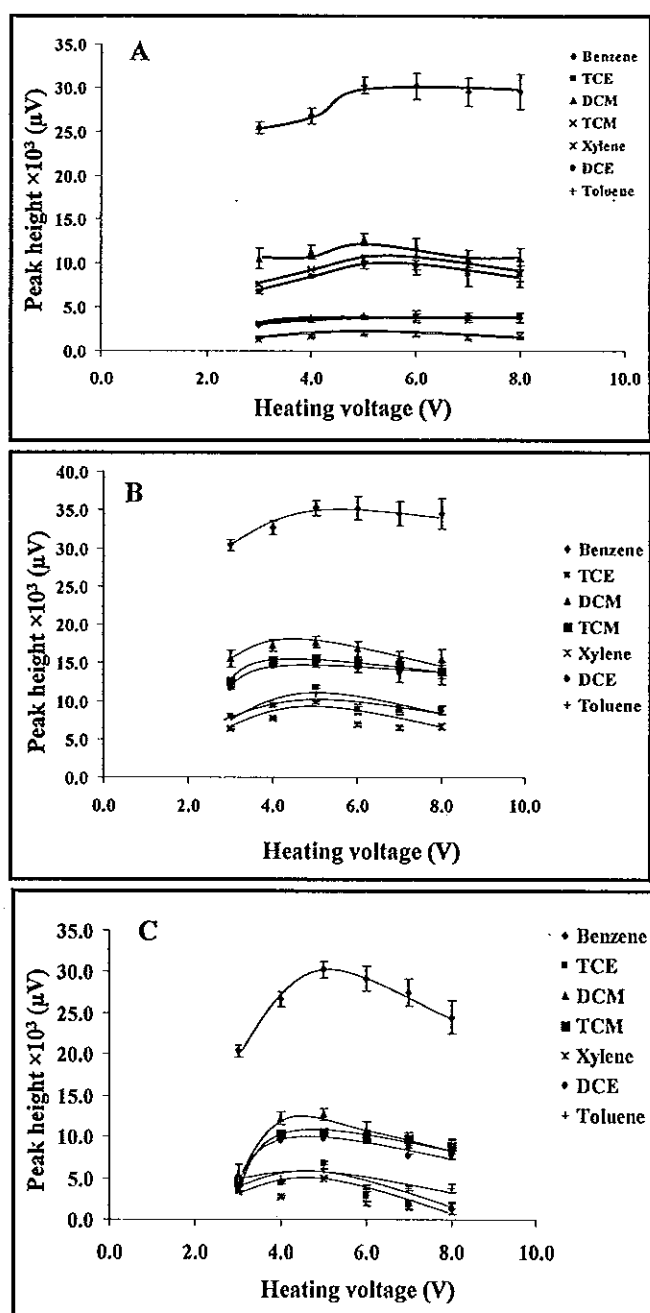 A
35.0
30.0
25.0
20.0
15.0
10.0
5.0
0.0
Peak height ×10³ (µV)
0.0 2.0 4.0 6.0 8.0 10.0
Heating voltage (V)
Benzene
TCE
DCM
TCM
Xylene
DCE
Toluene
B
40.0
35.0
30.0
25.0
20.0
15.0
10.0
5.0
0.0
Peak height ×10³ (µV)
0.0 2.0 4.0 6.0 8.0 10.0
Heating voltage (V)
Benzene
TCE
DCM
TCM
Xylene
DCE
Toluene
C
35.0
30.0
25.0
20.0
15.0
10.0
5.0
0.0
Peak height ×10³ (µV)
0.0 2.0 4.0 6.0 8.0 10.0
Heating voltage (V)
Benzene
TCE
DCM
TCM
Xylene
DCE
Toluene